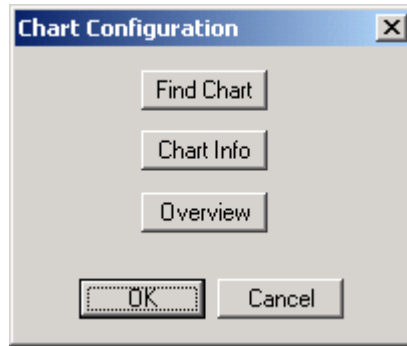 Chart Configuration
Find Chart
Chart Info
Overview
OK Cancel